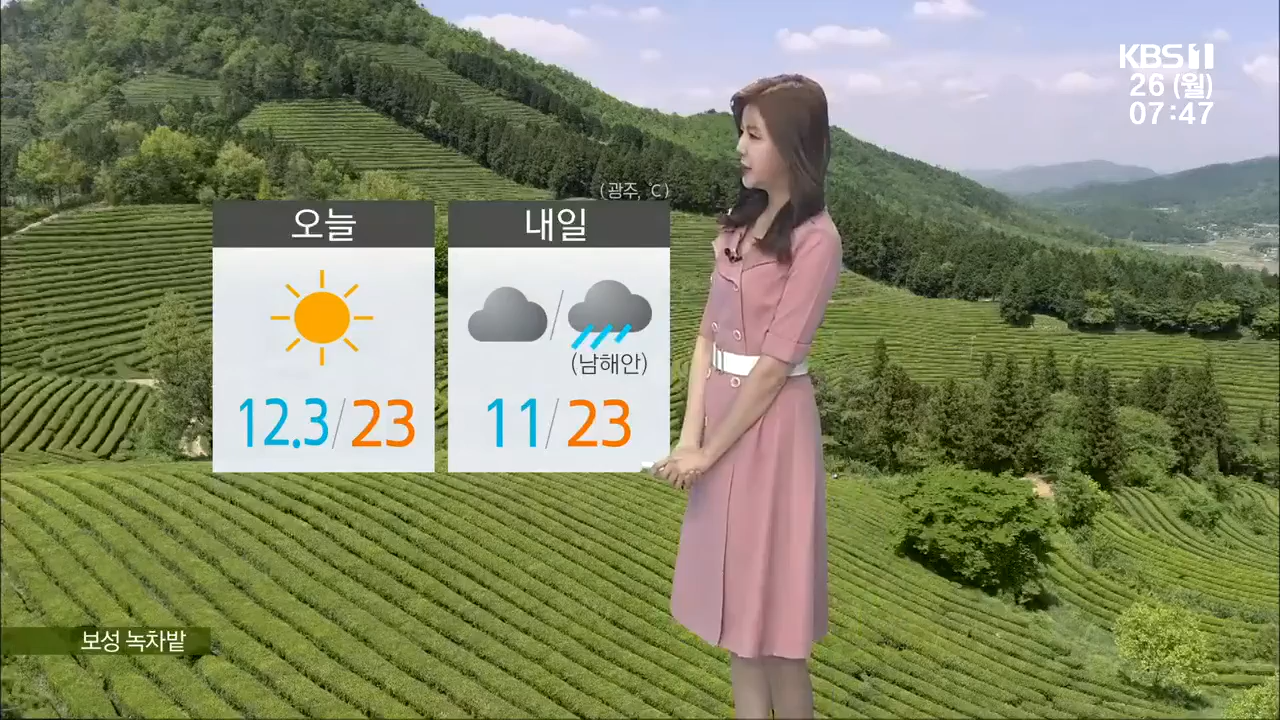 KBS 1
26 (월)
07:47
(광주, C)
오늘
12.3/23
내일
/
(남해안)
11/23
보성 녹차밭